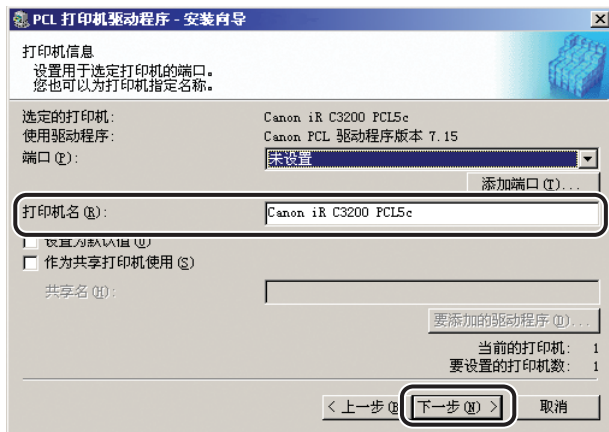 PCL 打印机驱动程序 - 安装向导
打印机信息
设置用于选定打印机的端口。
您也可以为打印机指定名称。
选定的打印机: Canon iR C3200 PCL5c
使用驱动程序: Canon PCL 驱动程序版本 7.15
端口(P): 未设置
添加端口(T)...
打印机名(R): Canon iR C3200 PCL5c
设置为默认值(U)
作为共享打印机使用(S)
共享名(H):
要添加的驱动程序(D)...
当前的打印机: 1
要设置的打印机数: 1
< 上一步(B 下一步(N) > 取消